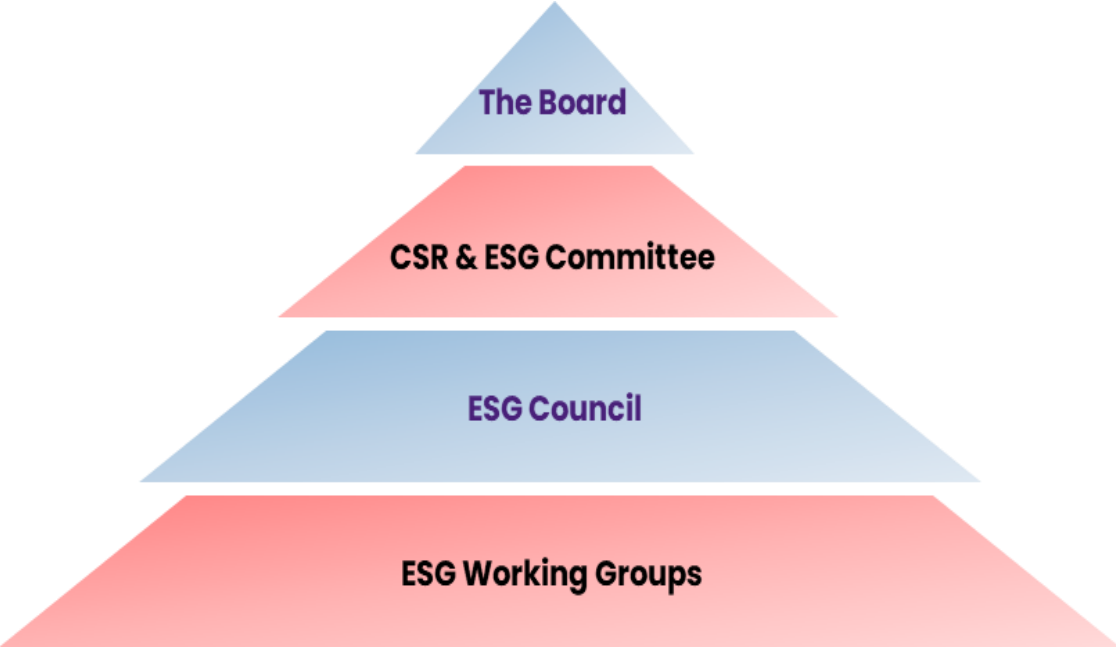 The Board
CSR & ESG Committee
ESG Council
ESG Working Groups